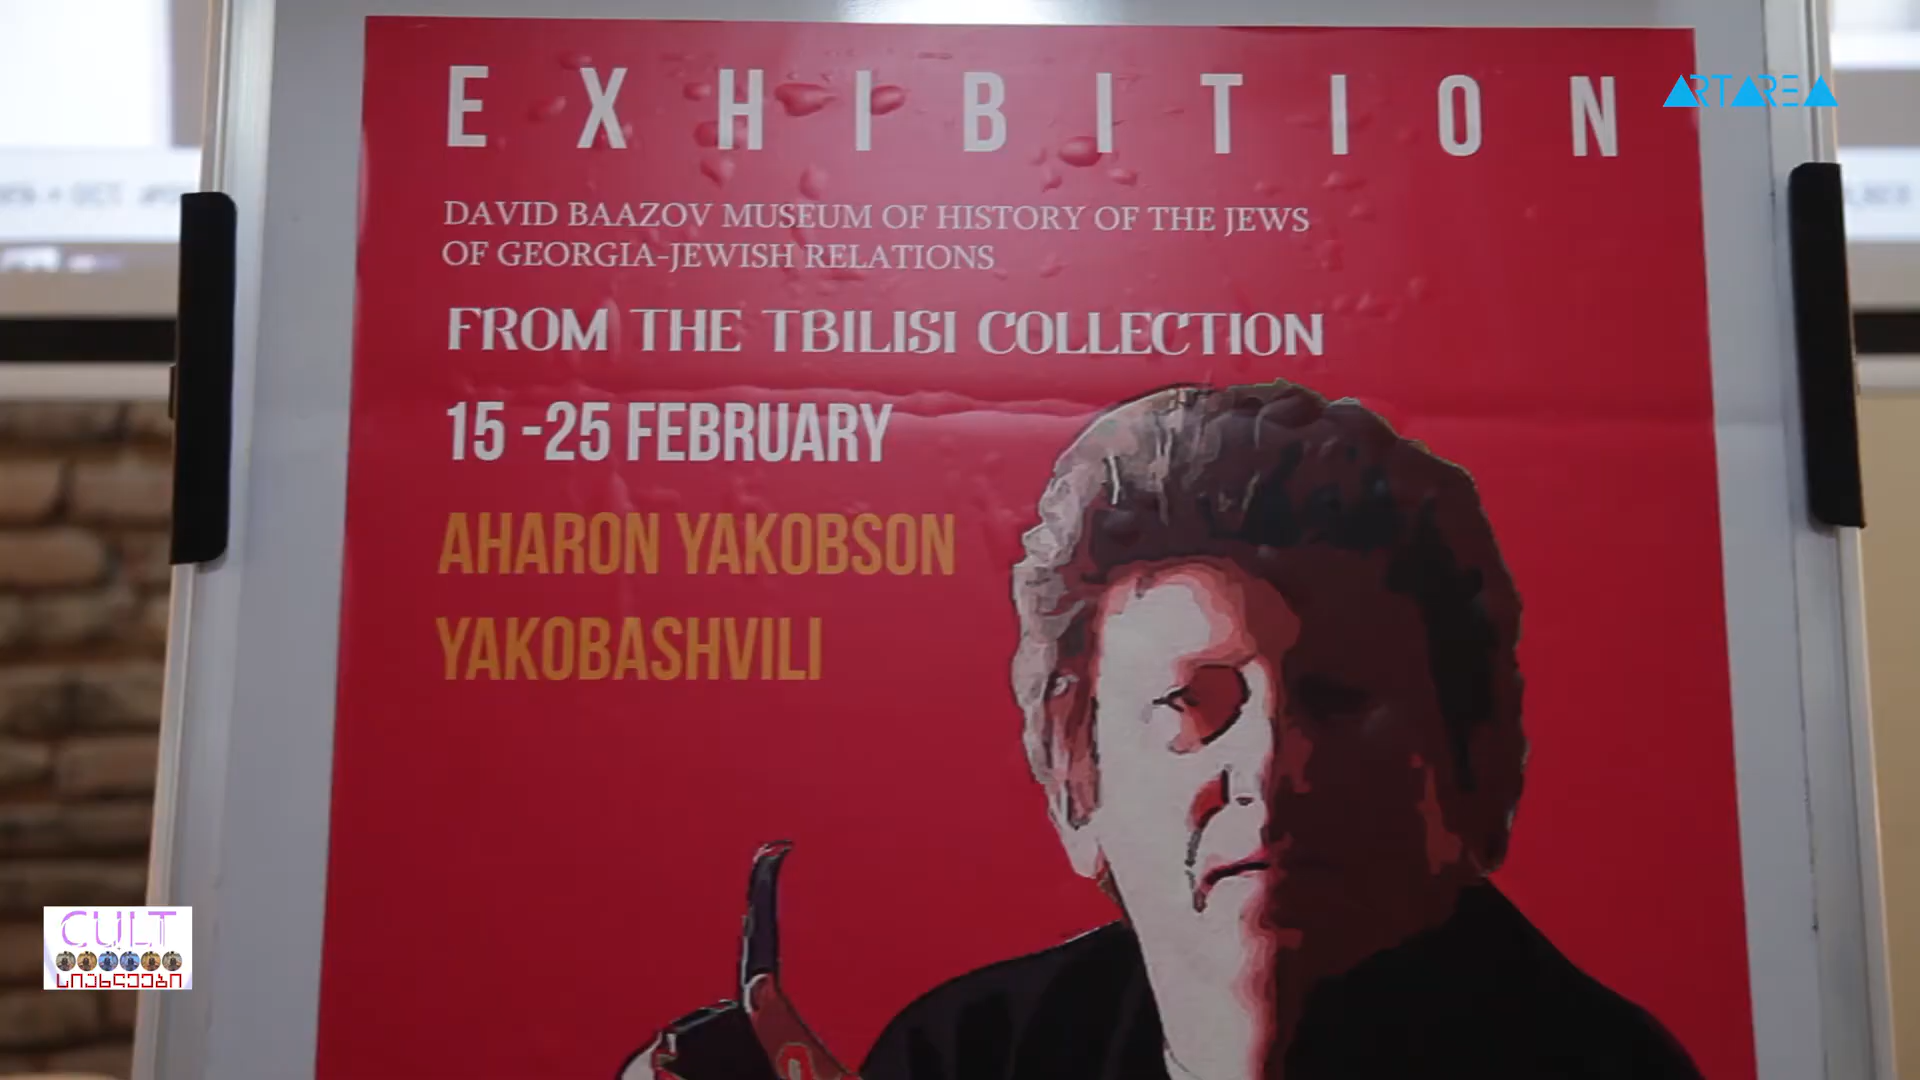 EXHIBITION
ARTAREA
DAVID BAAZOV MUSEUM OF HISTORY OF THE JEWS
OF GEORGIA-JEWISH RELATIONS
FROM THE TBILISI COLLECTION
15 -25 FEBRUARY
AHARON YAKOBSON
YAKOBASHVILI
CULT
სიახლეები